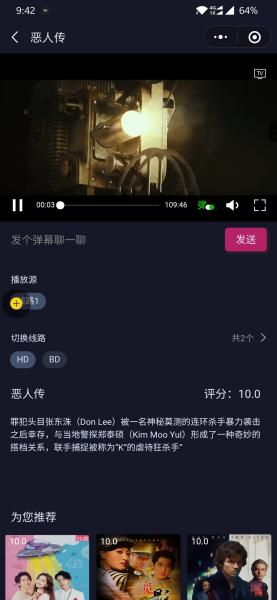 9:42
4G
1X
64%
恶人传
TV
00:03
109:46
弹
发个弹幕聊一聊
发送
播放源
路1
切换线路
共2个
HD
BD
恶人传
评分：10.0
罪犯头目张东洙（Don Lee）被一名神秘莫测的连环杀手暴力袭击
之后幸存，与当地警探郑泰硕（Kim Moo Yul）形成了一种奇妙的
搭档关系，联手捕捉被称为“K”的虐待狂杀手"
为您推荐
10.0
10.0
10.0